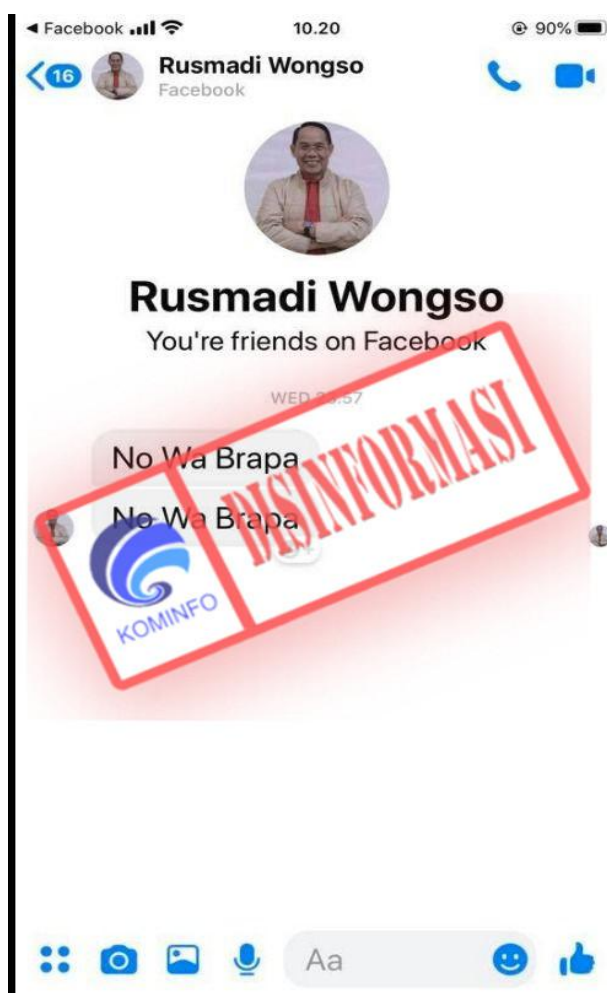 Facebook
10.20
90%
16
Rusmadi Wongso
Facebook
Rusmadi Wongso
You're friends on Facebook
WED
No Wa Brapa
No Wa Brapa
DISINFORMASI
KOMINFO
Aa